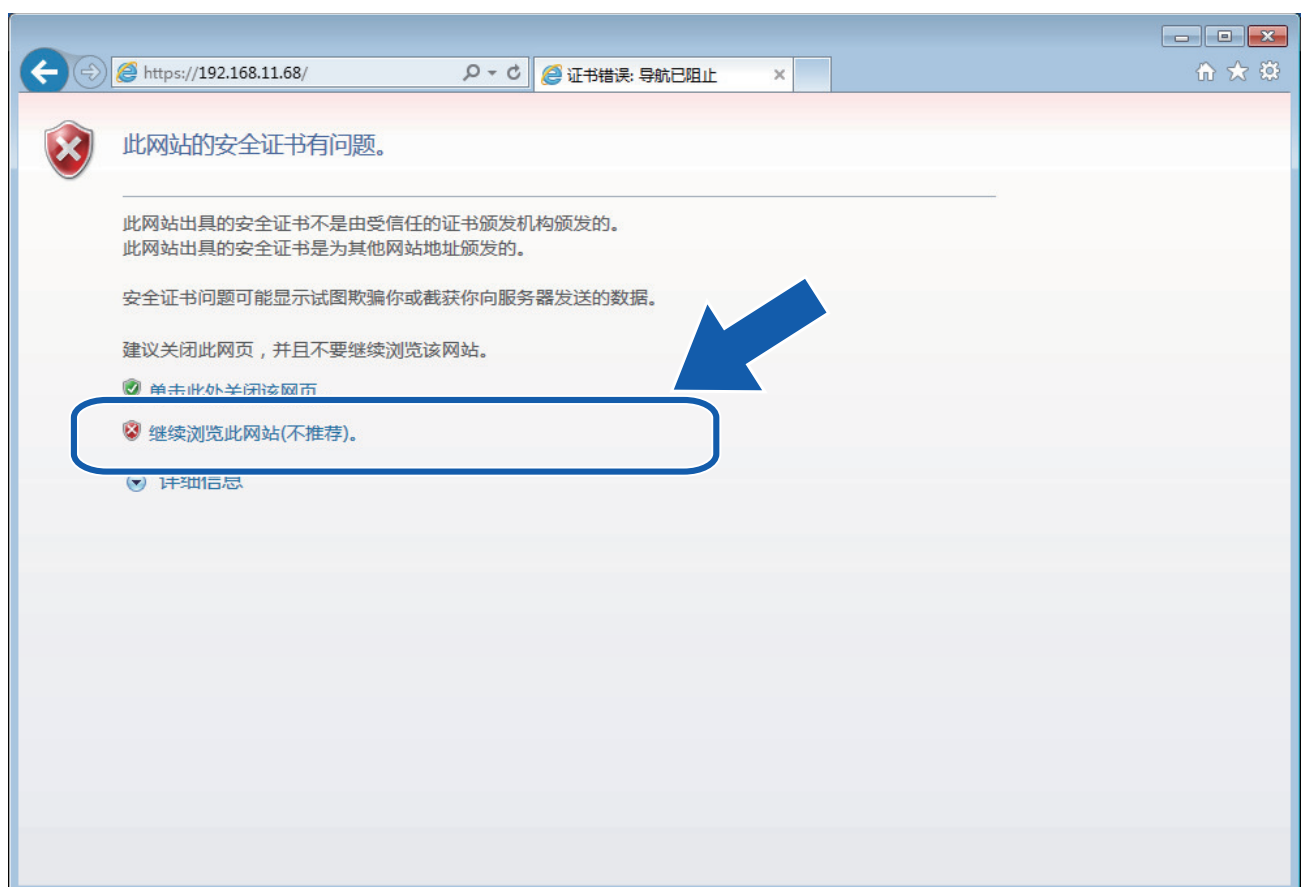 https://192.168.11.68/
证书错误: 导航已阻止
此网站的安全证书有问题。
此网站出具的安全证书不是由受信任的证书颁发机构颁发的。
此网站出具的安全证书是为其他网站地址颁发的。
安全证书问题可能显示试图欺骗你或截获你向服务器发送的数据。
建议关闭此网页，并且不要继续浏览该网站。
单击此处关闭该网页
继续浏览此网站(不推荐)。
详细信息